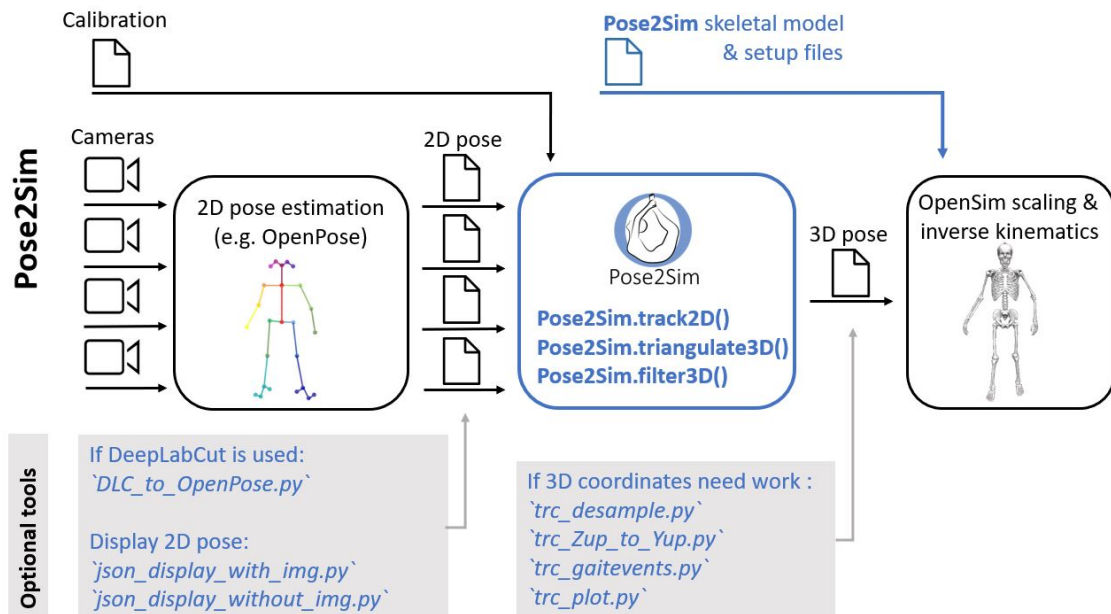 Calibration
Pose2Sim skeletal model
& setup files
Pose2Sim
Cameras
2D pose
2D pose estimation
(e.g. OpenPose)
Pose2Sim
Pose2Sim.track2D()
Pose2Sim.triangulate3D()
Pose2Sim.filter3D()
3D pose
OpenSim scaling &
inverse kinematics
Optional tools
If DeepLabCut is used:
`DLC_to_OpenPose.py`
Display 2D pose:
`json_display_with_img.py`
`json_display_without_img.py`
If 3D coordinates need work :
`trc_desample.py`
`trc_Zup_to_Yup.py`
`trc_gaitevents.py`
`trc_plot.py`